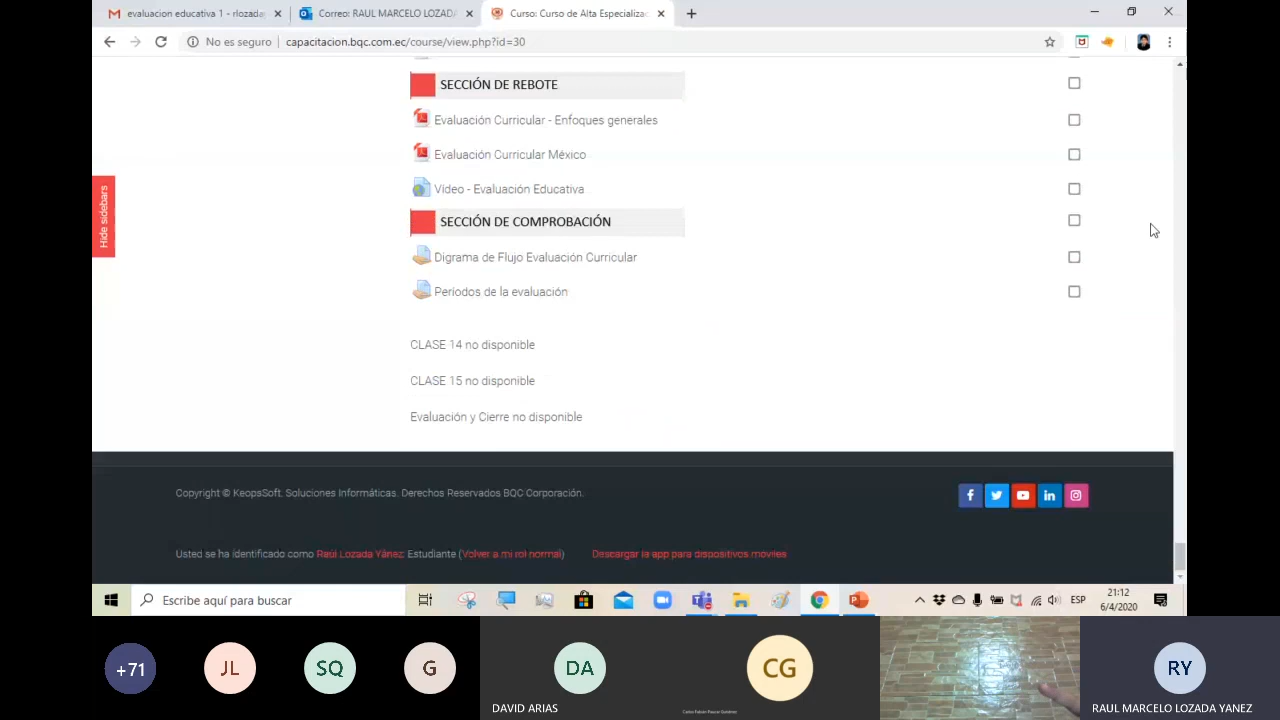 evaluacion educativa 1 - rlozada
Correo: RAUL MARCELO LOZADA
Curso: Curso de Alta Especializac
No es seguro
capacitacion.bqc.com.ec/course/view.php?id=30
Hide sidebars
SECCIÓN DE REBOTE
Evaluación Curricular - Enfoques generales
Evaluación Curricular México
Vídeo - Evaluación Educativa
SECCIÓN DE COMPROBACIÓN
Digrama de Flujo Evaluación Curricular
Períodos de la evaluación
CLASE 14 no disponible
CLASE 15 no disponible
Evaluación y Cierre no disponible
Copyright © KeopsSoft. Soluciones Informáticas. Derechos Reservados BQC Corporación.
Usted se ha identificado como Raúl Lozada Yánez: Estudiante (Volver a mi rol normal)
Descargar la app para dispositivos moviles
Escribe aquí para buscar
ESP
21:12
6/4/2020
+71
JL
SQ
G
DA
CG
RY
DAVID ARIAS
RAUL MARCELO LOZADA YANEZ